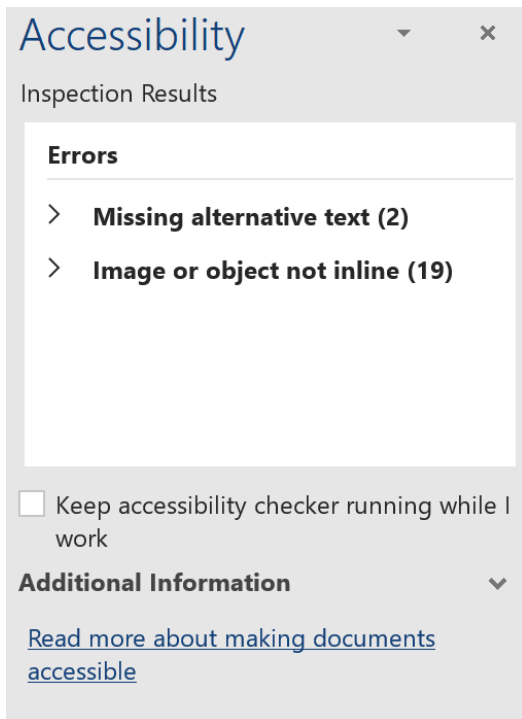 Accessibility
Inspection Results
Errors
Missing alternative text (2)
Image or object not inline (19)
Keep accessibility checker running while I
work
Additional Information
Read more about making documents
accessible